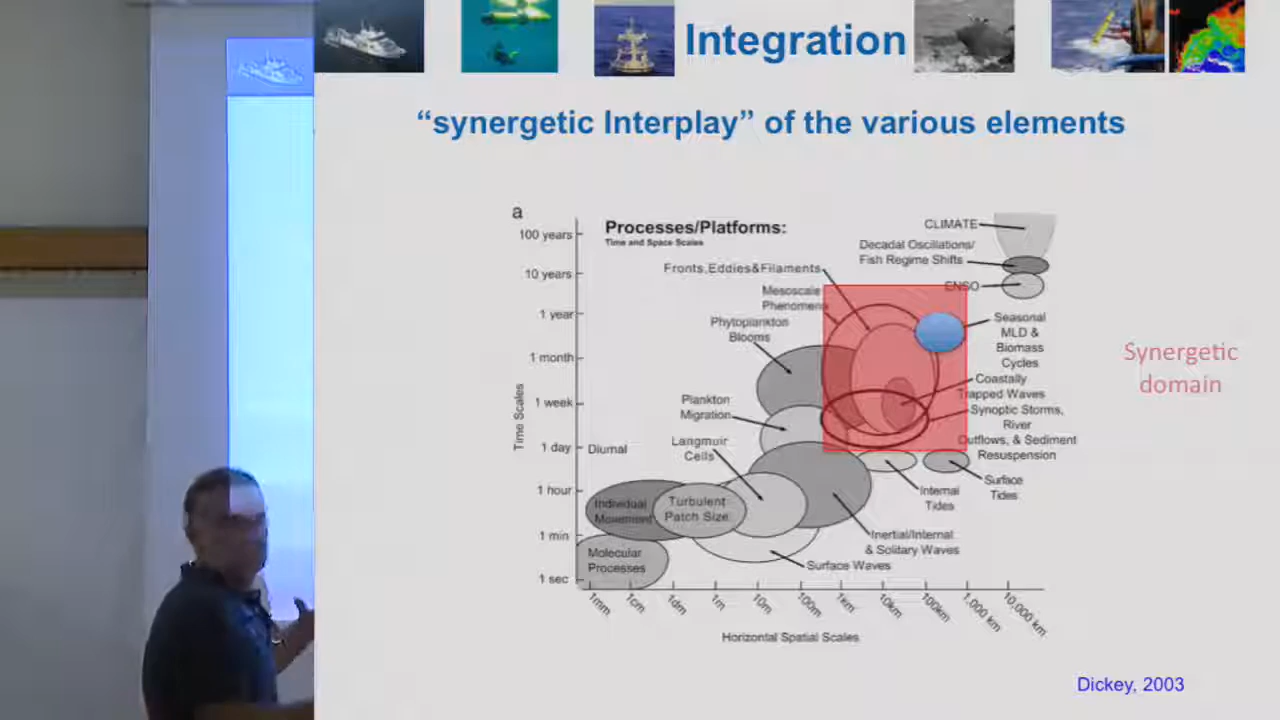 Integration
“synergetic Interplay” of the various elements
a
Processes/Platforms:
Time and Space Scales
CLIMATE
Decadal Oscillations/
Fish Regime Shifts
ENSO
Fronts,Eddies&Filaments
Mesoscale
Phenomena
Phytoplankton
Blooms
Seasonal
MLD &
Biomass
Cycles
Synergetic
domain
Coastally
Trapped Waves
Plankton
Migration
Synoptic Storms,
River
Outflows, & Sediment
Resuspension
Langmuir
Cells
Diurnal
Surface
Tides
Internal
Tides
Individual
Movement
Turbulent
Patch Size
Inertial/Internal
& Solitary Waves
Molecular
Processes
Surface Waves
Time Scales
100 years
10 years
1 year
1 month
1 week
1 day
1 hour
1 min
1 sec
1mm
1cm
1dm
1m
10m
100m
1km
10km
100km
1,000 km
10,000 km
Horizontal Spatial Scales
Dickey, 2003